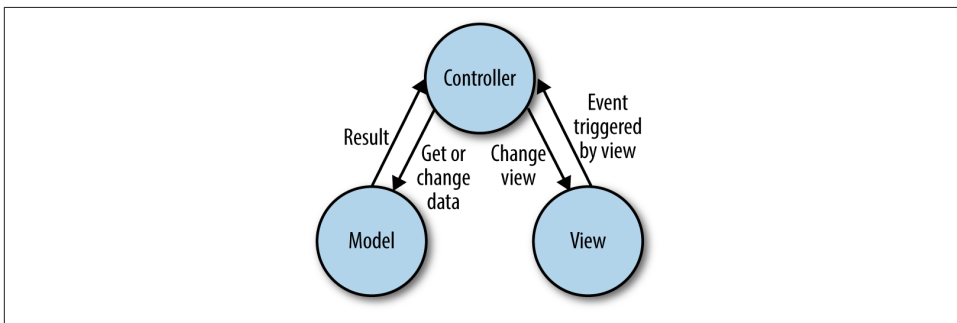 Controller
Event
triggered
by view
Result
Get or
change
data
Change
view
Model
View